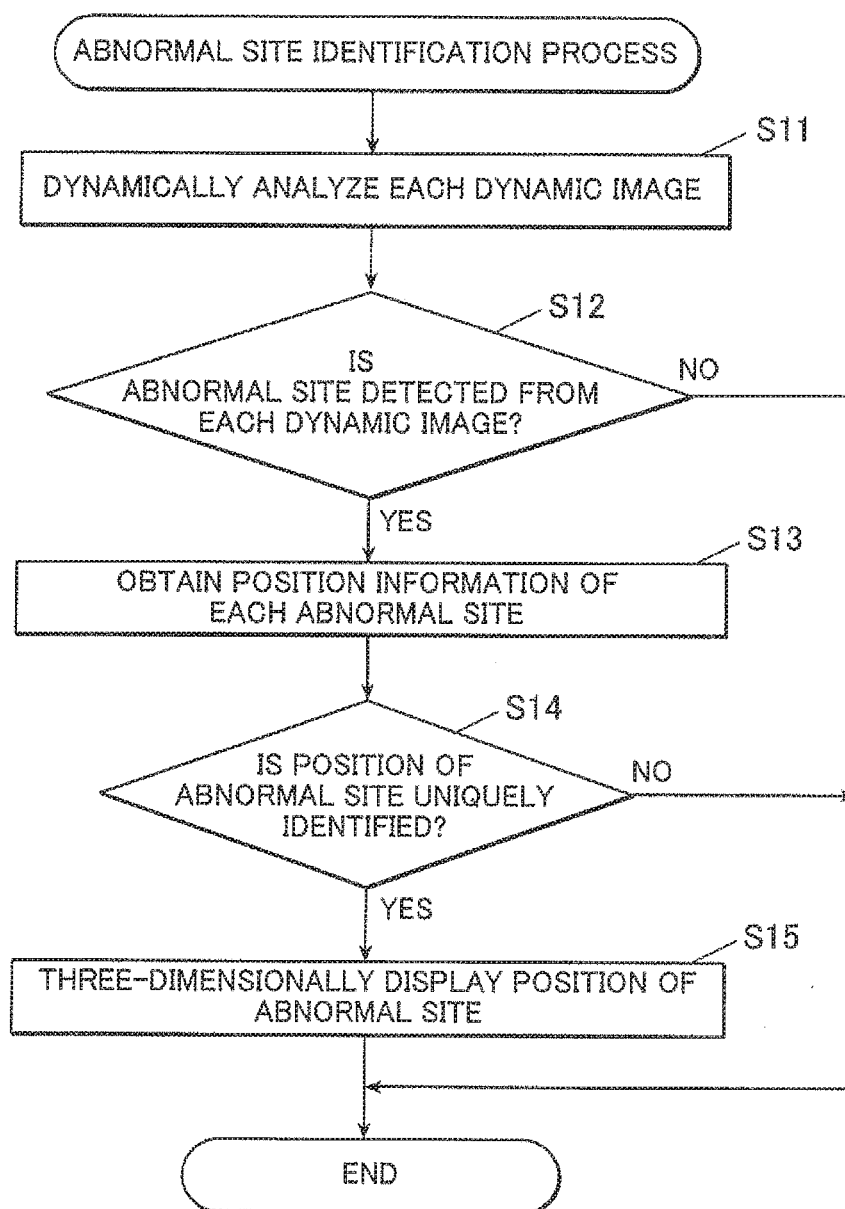 ABNORMAL SITE IDENTIFICATION PROCESS
S11
DYNAMICALLY ANALYZE EACH DYNAMIC IMAGE
S12
IS
ABNORMAL SITE DETECTED FROM
EACH DYNAMIC IMAGE?
NO
YES
S13
OBTAIN POSITION INFORMATION OF
EACH ABNORMAL SITE
S14
IS POSITION OF
ABNORMAL SITE UNIQUELY
IDENTIFIED?
NO
YES
S15
THREE-DIMENSIONALLY DISPLAY POSITION OF
ABNORMAL SITE
END